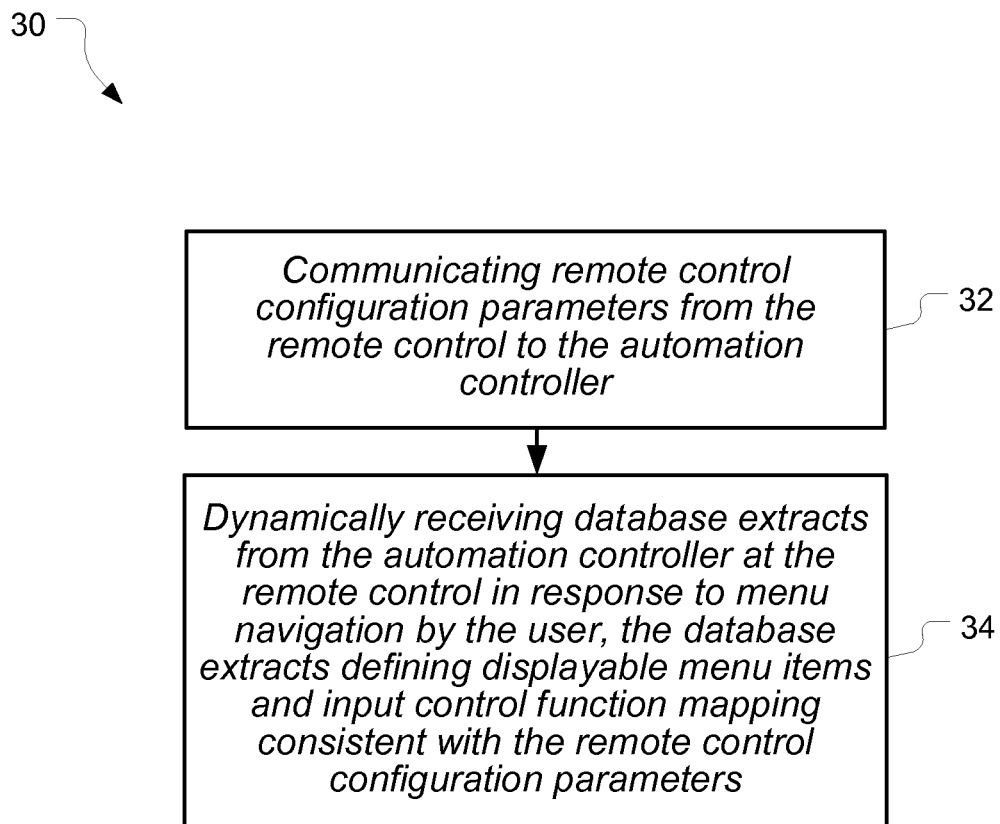 30
Communicating remote control
configuration parameters from the
remote control to the automation
controller
32
Dynamically receiving database extracts
from the automation controller at the
remote control in response to menu
navigation by the user, the database
extracts defining displayable menu items
and input control function mapping
consistent with the remote control
configuration parameters
34